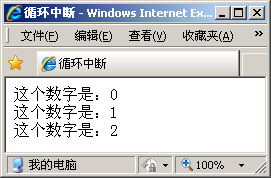 循环中断 - Windows Internet Ex...
文件(F) 编辑(E) 查看(V) 收藏夹(A) »
循环中断
这个数字是：0
这个数字是：1
这个数字是：2
我的电脑 100%